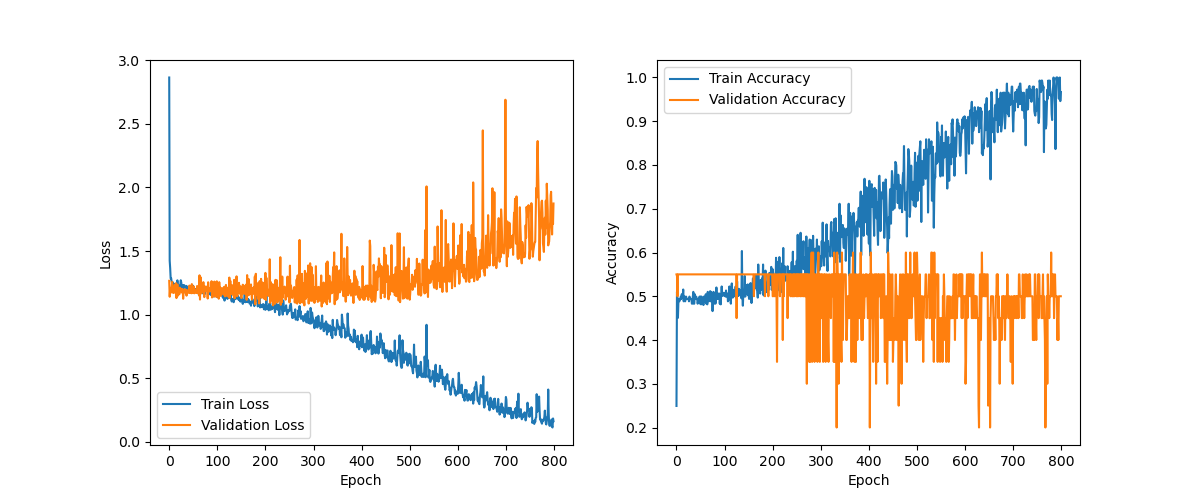 3.0
2.5
2.0
1.5
1.0
0.5
0.0
Loss
Train Loss
Validation Loss
0 100 200 300 400 500 600 700 800
Epoch
1.0
0.9
0.8
0.7
0.6
0.5
0.4
0.3
0.2
Accuracy
Train Accuracy
Validation Accuracy
0 100 200 300 400 500 600 700 800
Epoch